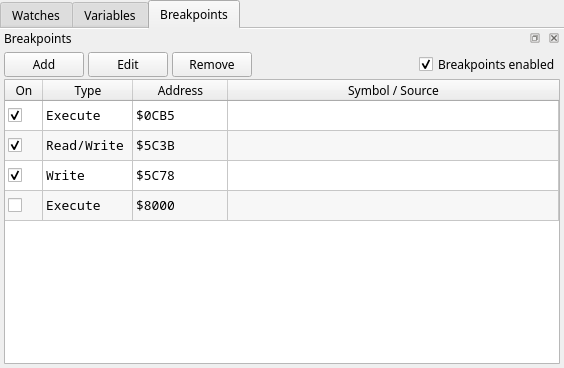 Watches Variables Breakpoints
Breakpoints
Add Edit Remove Breakpoints enabled
On Type Address Symbol / Source
Execute $0CB5
Read/Write $5C3B
Write $5C78
Execute $8000